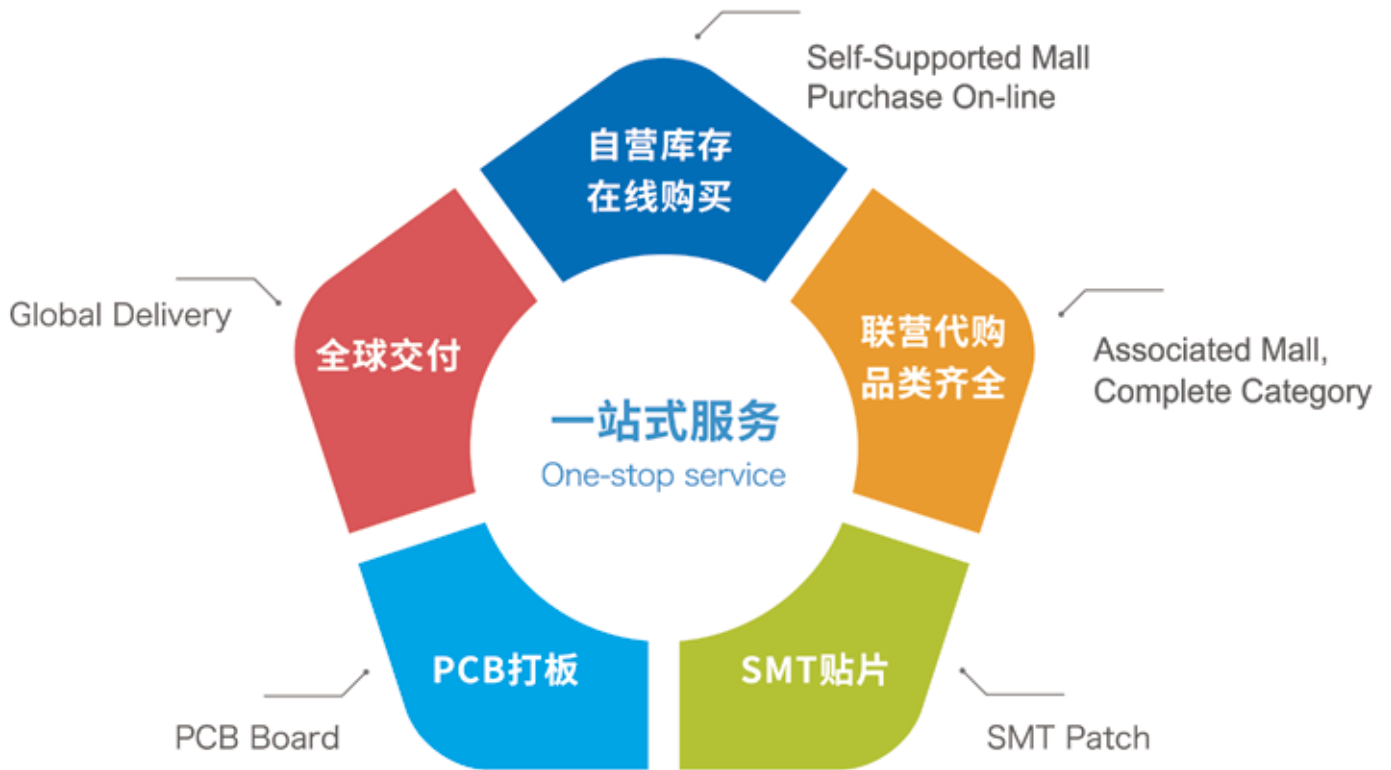 Self-Supported Mall
Purchase On-line
自营库存
在线购买
Global Delivery
全球交付
联营代购
品类齐全
Associated Mall,
Complete Category
一站式服务
One-stop service
PCB打板
SMT贴片
PCB Board
SMT Patch